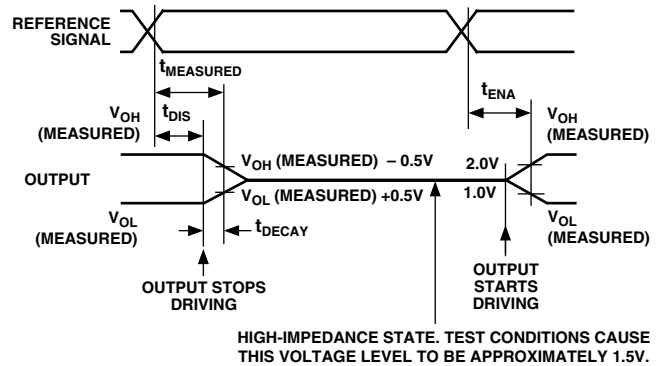 REFERENCE
SIGNAL
tMEASURED
tENA
VOH
(MEASURED)
tDIS
VOH
(MEASURED)
VOH (MEASURED) – 0.5V
2.0V
OUTPUT
VOL (MEASURED) +0.5V
1.0V
VOL
(MEASURED)
VOL
(MEASURED)
tDECAY
OUTPUT STOPS
DRIVING
OUTPUT
STARTS
DRIVING
HIGH-IMPEDANCE STATE. TEST CONDITIONS CAUSE
THIS VOLTAGE LEVEL TO BE APPROXIMATELY 1.5V.